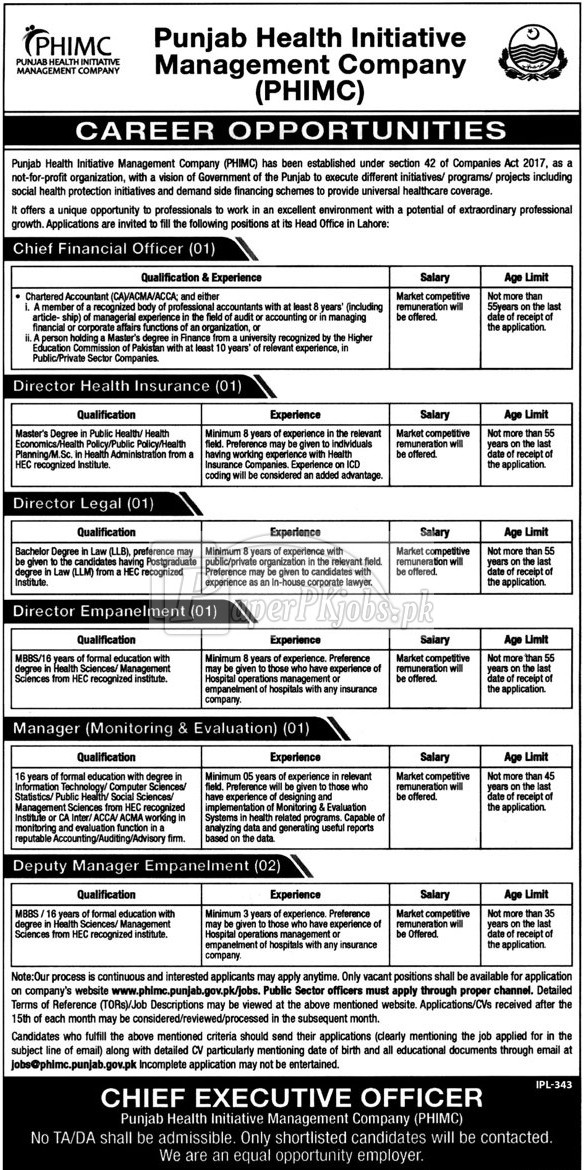 PHIMC
PUNJAB HEALTH INITIATIVE
MANAGEMENT COMPANY
Punjab Health Initiative
Management Company
(PHIMC)
CAREER OPPORTUNITIES
Punjab Health Initiative Management Company (PHIMC) has been established under section 42 of Companies Act 2017, as a
not-for-profit organization, with a vision of Government of the Punjab to execute different initiatives/ programs/ projects including
social health protection initiatives and demand side financing schemes to provide universal healthcare coverage.
It offers a unique opportunity to professionals to work in an excellent environment with a potential of extraordinary professional
growth. Applications are invited to fill the following positions at its Head Office in Lahore:
Chief Financial Officer (01)
Qualification & Experience
Salary
Age Limit
• Chartered Accountant (CA)/ACMA/ACCA; and either
i. A member of a recognized body of professional accountants with at least 8 years' (including
article- ship) of managerial experience in the field of audit or accounting or in managing
financial or corporate affairs functions of an organization, or
ii. A person holding a Master's degree in Finance from a university recognized by the Higher
Education Commission of Pakistan with at least 10 years' of relevant experience, in
Public/Private Sector Companies.
Market competitive
remuneration will
be offered.
Not more than
55years on the last
date of receipt of
the application.
Director Health Insurance (01)
Qualification
Experience
Salary
Age Limit
Master's Degree in Public Health/ Health
Economics/Health Policy/Public Policy/Health
Planning/M.Sc. in Health Administration from a
HEC recognized Institute.
Minimum 8 years of experience in the relevant
field. Preference may be given to individuals
having working experience with Health
Insurance Companies. Experience on ICD
coding will be considered an added advantage.
Market competitive
remuneration will
be offered.
Not more than 55
years on the last
date of receipt of
the application.
Director Legal (01)
Qualification
Experience
Salary
Age Limit
Bachelor Degree in Law (LLB), preference may
be given to the candidates having Postgraduate
degree in Law (LLM) from a HEC recognized
Institute.
Minimum 8 years of experience with
public/private organization in the relevant field.
Preference may be given to candidates with
experience as an in-house corporate lawyer.
Market competitive
remuneration will
be offered.
Not more than 55
years on the last
date of receipt of
the application.
PaperPKjobs.pk
Director Empanelment (01)
Qualification
Experience
Salary
Age Limit
MBBS/16 years of formal education with
degree in Health Sciences/ Management
Sciences from HEC recognized institute.
Minimum 8 years of experience. Preference
may be given to those who have experience of
Hospital operations management or
empanelment of hospitals with any insurance
company.
Market competitive
remuneration will
be offered.
Not more than 55
years on the last
date of receipt of
the application.
Manager (Monitoring & Evaluation) (01)
Qualification
Experience
Salary
Age Limit
16 years of formal education with degree in
Information Technology/ Computer Sciences/
Statistics/ Public Health/ Social Sciences/
Management Sciences from HEC recognized
Institute or CA Inter/ ACCA/ ACMA working in
monitoring and evaluation function in a
reputable Accounting/Auditing/Advisory firm.
Minimum 05 years of experience in relevant
field. Preference will be given to those who
have experience of designing and
implementation of Monitoring & Evaluation
Systems in health related programs. Capable of
analyzing data and generating useful reports
based on the data.
Market competitive
remuneration will
be offered.
Not more than 45
years on the last
date of receipt of
the application.
Deputy Manager Empanelment (02)
Qualification
Experience
Salary
Age Limit
MBBS / 16 years of formal education with
degree in Health Sciences/ Management
Sciences from HEC recognized institute.
Minimum 3 years of experience. Preference
may be given to those who have experience of
Hospital operations management or
empanelment of hospitals with any insurance
company.
Market competitive
remuneration will
be Offered.
Not more than 35
years on the last
date of receipt of
the application.
Note:Our process is continuous and interested applicants may apply anytime. Only vacant positions shall be available for application
on company's website www.phimc.punjab.gov.pk/jobs. Public Sector officers must apply through proper channel. Detailed
Terms of Reference (TORs)/Job Descriptions may be viewed at the above mentioned website. Applications/CVs received after the
15th of each month may be considered/reviewed/processed in the subsequent month.
Candidates who fulfill the above mentioned criteria should send their applications (clearly mentioning the job applied for in the
subject line of email) along with detailed CV particularly mentioning date of birth and all educational documents through email at
jobs@phimc.punjab.gov.pk Incomplete application may not be entertained.
IPL-343
CHIEF EXECUTIVE OFFICER
Punjab Health Initiative Management Company (PHIMC)
No TA/DA shall be admissible. Only shortlisted candidates will be contacted.
We are an equal opportunity employer.